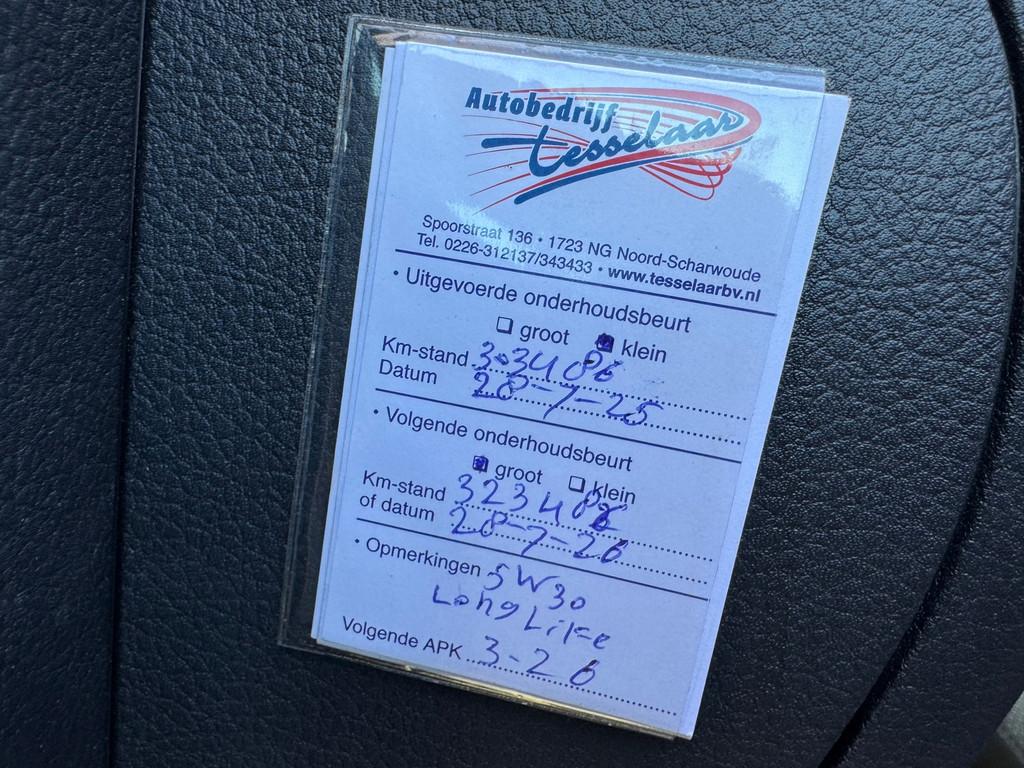 Autobedrijf
tesselaar
Spoorstraat 136 • 1723 NG Noord-Scharwoude
Tel. 0226-312137/343433 • www.tesselaarbv.nl
• Uitgevoerde onderhoudsbeurt
groot klein
Km-stand 303486
Datum 28-7-25
• Volgende onderhoudsbeurt
groot klein
Km-stand 323486
of datum 28-7-26
• Opmerkingen 5W30
LongLiFe
Volgende APK 3-26